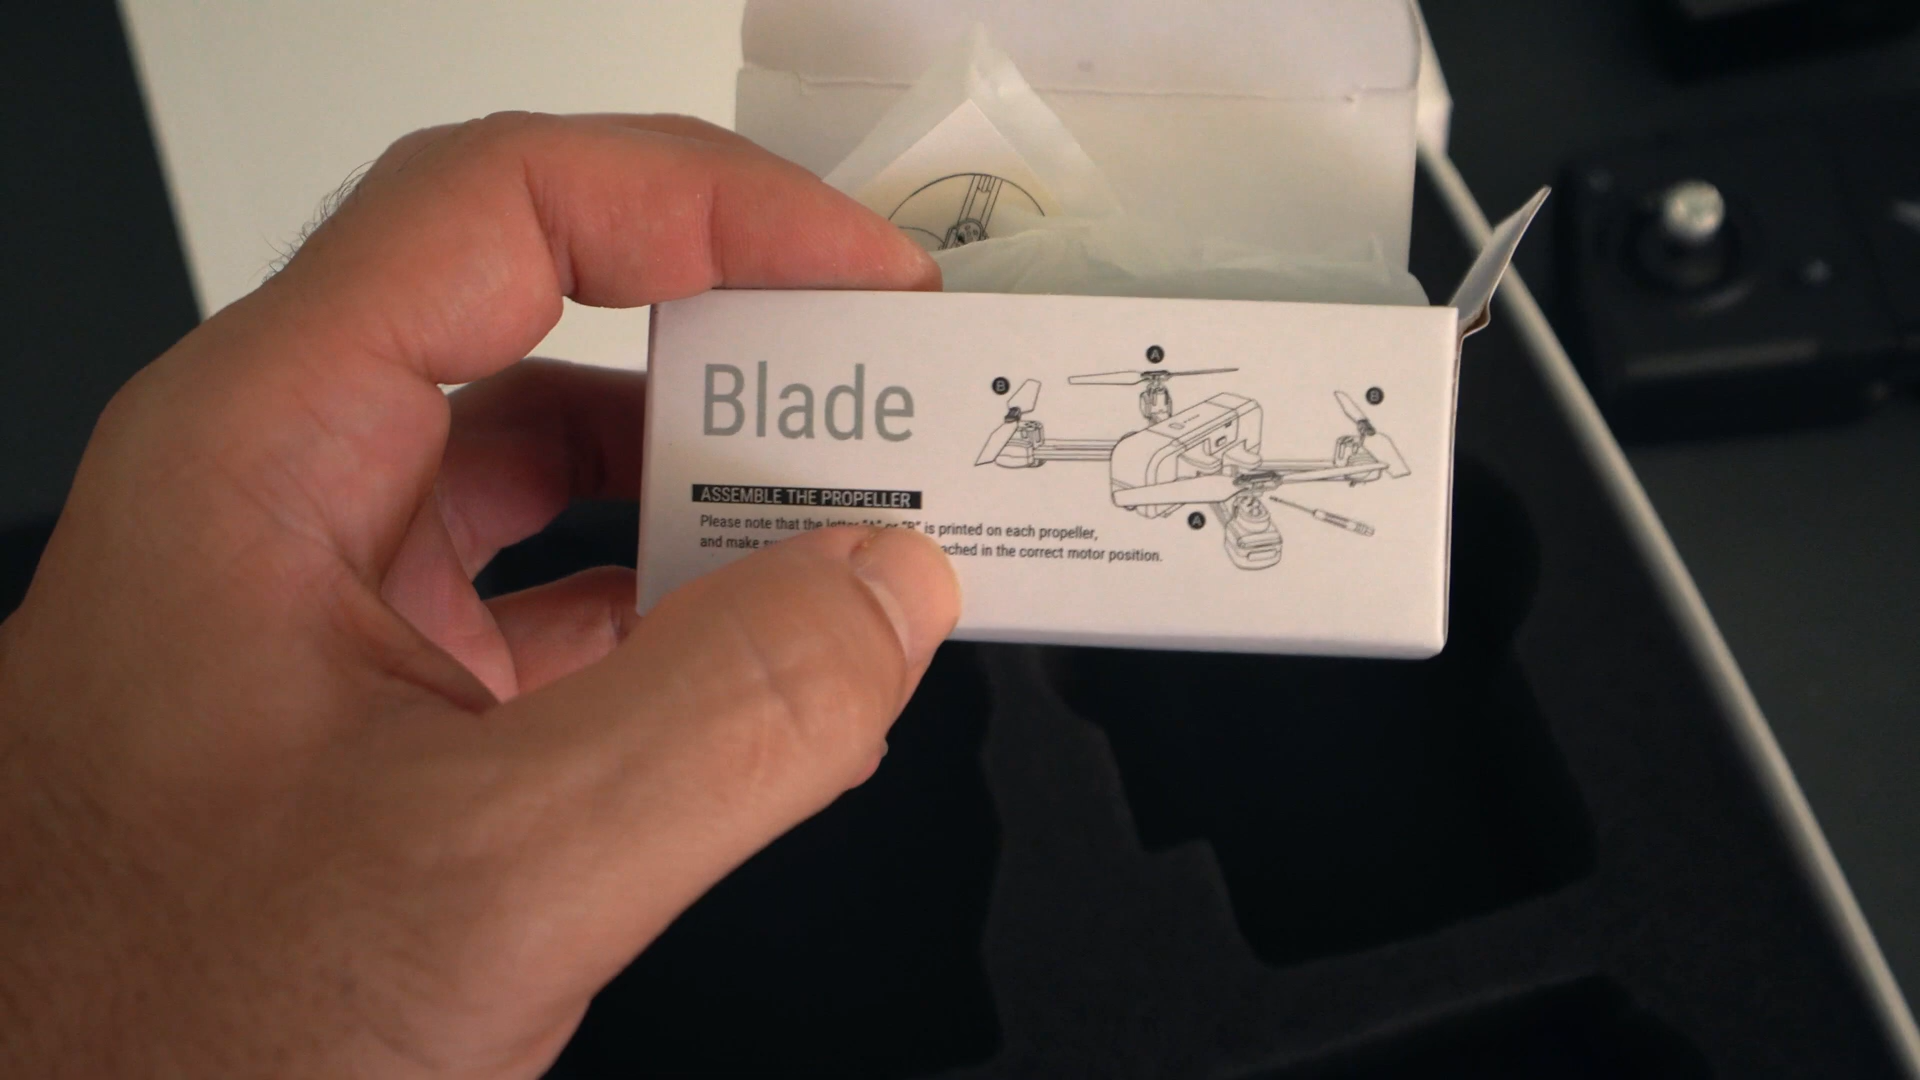 Blade
A
B
B
A
ASSEMBLE THE PROPELLER
Please note that the letter "A" or "B" is printed on each propeller,
and make in the correct motor position.